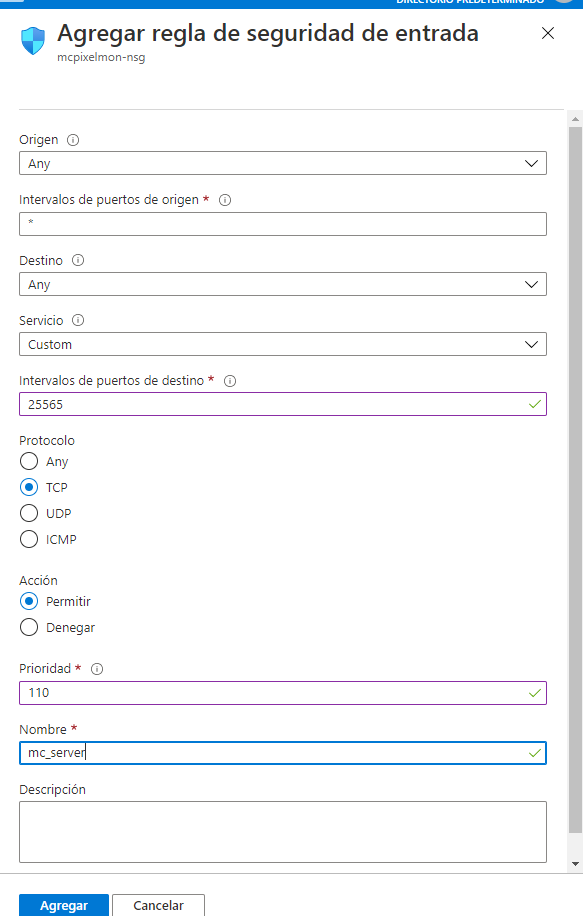 DIRECTORIO PREDETERMINADO
Agregar regla de seguridad de entrada
mcpixelmon-nsg
Origen
Any
Intervalos de puertos de origen *
*
Destino
Any
Servicio
Custom
Intervalos de puertos de destino *
25565
Protocolo
Any
TCP
UDP
ICMP
Acción
Permitir
Denegar
Prioridad *
110
Nombre *
mc_server
Descripción
Agregar Cancelar